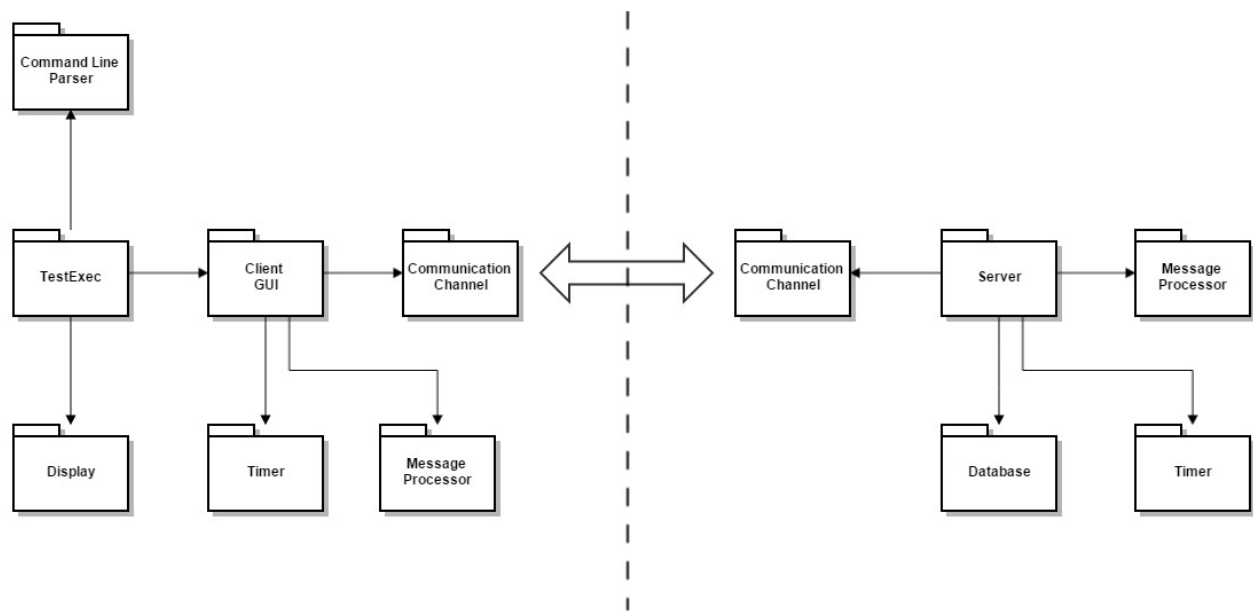 Command Line
Parser
TestExec
Client
GUI
Communication
Channel
Communication
Channel
Server
Message
Processor
Display
Timer
Message
Processor
Database
Timer